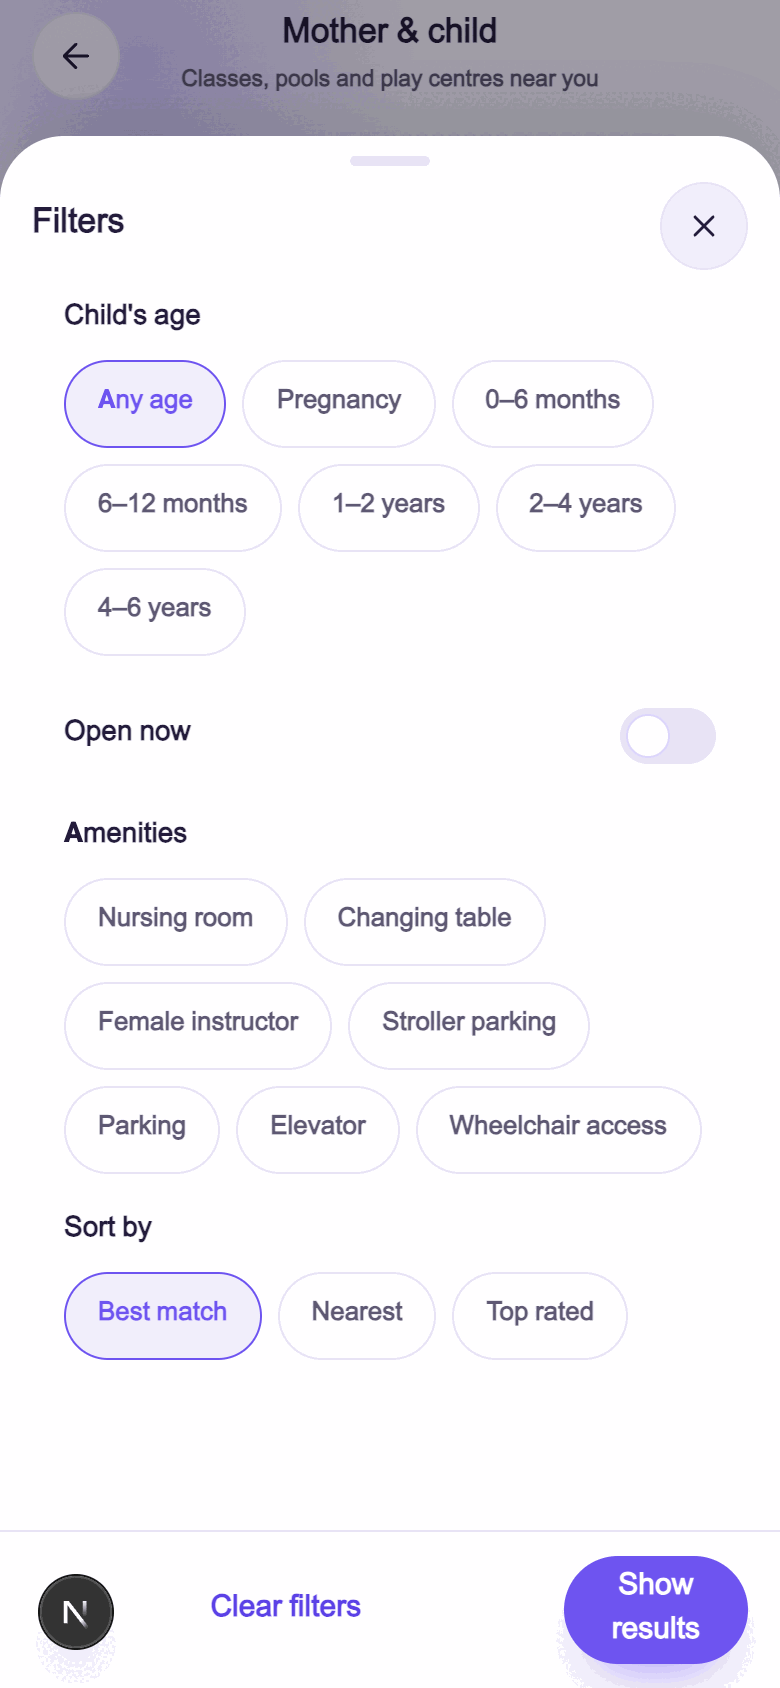 Mother & child
Classes, pools and play centres near you
Filters
Child's age
Any age
Pregnancy
0–6 months
6–12 months
1–2 years
2–4 years
4–6 years
Open now
Amenities
Nursing room
Changing table
Female instructor
Stroller parking
Parking
Elevator
Wheelchair access
Sort by
Best match
Nearest
Top rated
N
Clear filters
Show
results